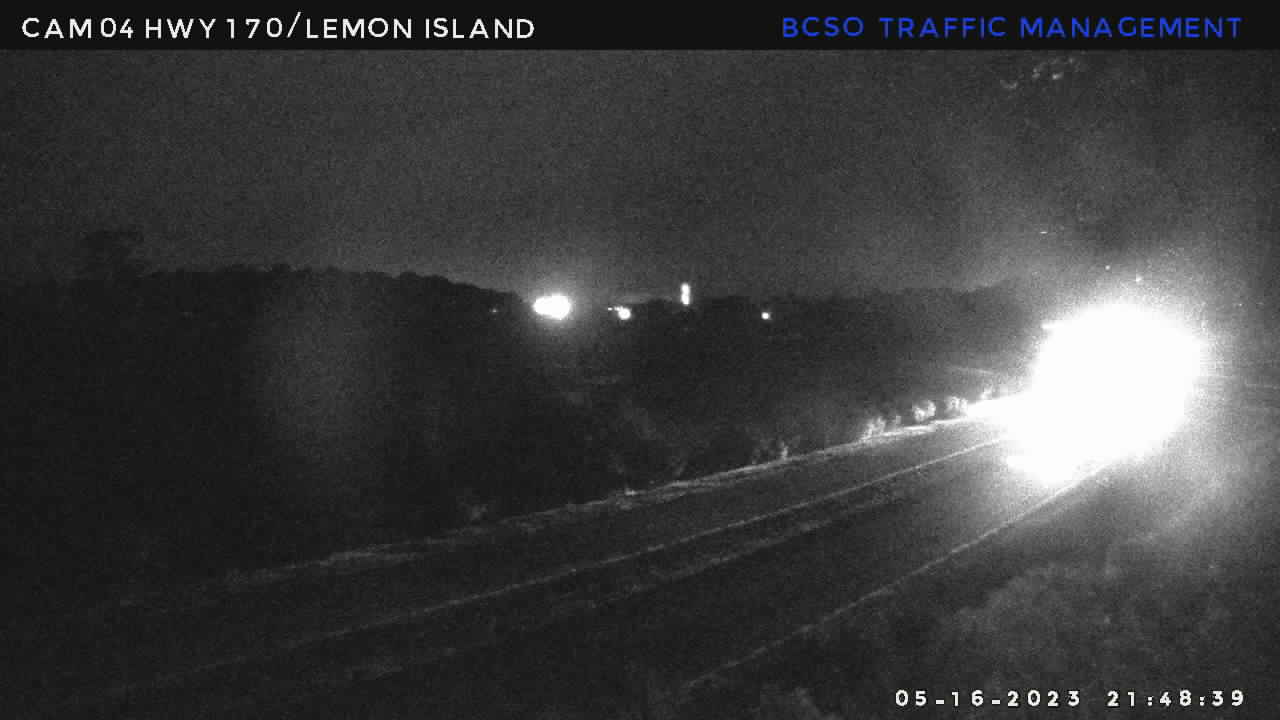 CAM04 HWY 170/LEMON ISLAND
BCSO TRAFFIC MANAGEMENT
05-16-2023 21:48:39